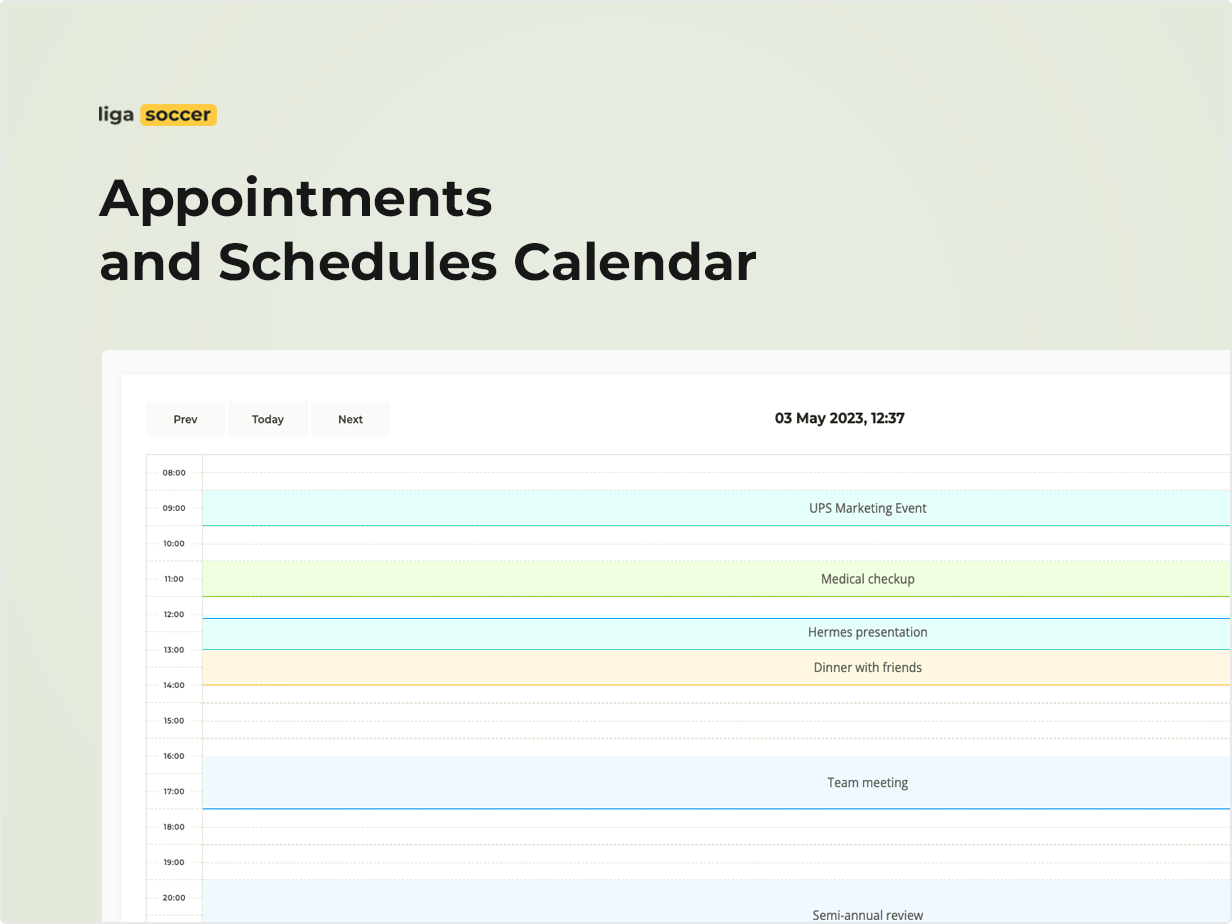 liga soccer
Appointments
and Schedules Calendar
Prev Today Next 03 May 2023, 12:37
08:00
09:00 UPS Marketing Event
10:00
11:00 Medical checkup
12:00
Hermes presentation
13:00
Dinner with friends
14:00
15:00
16:00
Team meeting
17:00
18:00
19:00
20:00
Semi-annual review